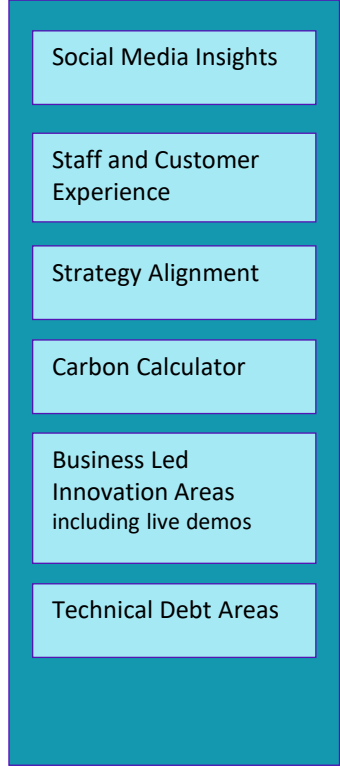 Social Media Insights
Staff and Customer
Experience
Strategy Alignment
Carbon Calculator
Business Led
Innovation Areas
including live demos
Technical Debt Areas